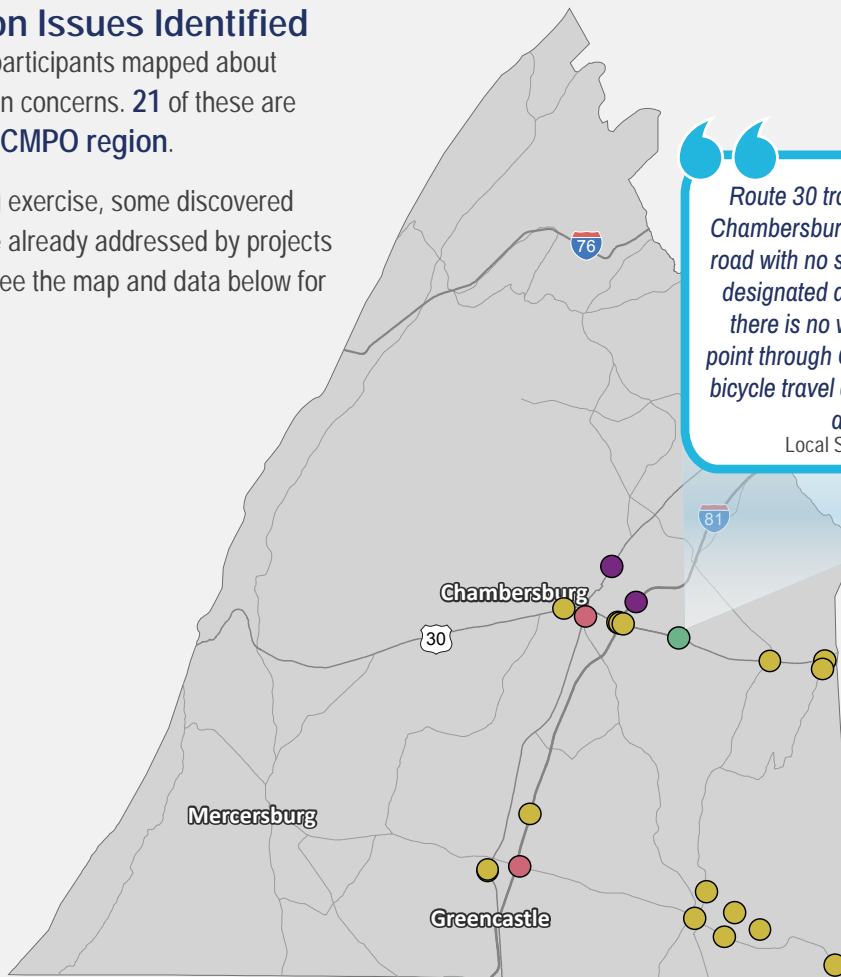 on Issues Identified
participants mapped about
n concerns. 21 of these are
CMPO region.
exercise, some discovered
already addressed by projects
ee the map and data below for
76
Route 30 tra
Chambersbur
road with no s
designated a
there is no
point through
bicycle travel
Local S
81
Chambersburg
30
Mercersburg
Greencastle